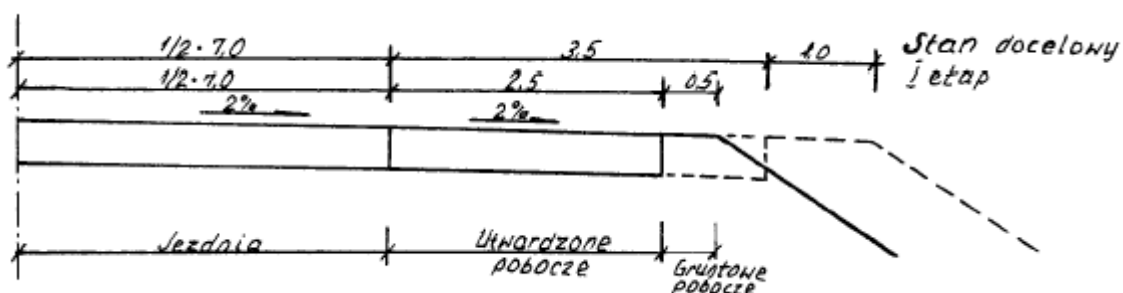 1/2·7,0 3,5 1,0 Stan docelowy
1/2·7,0 2,5 0,5 I etap
2% 2%
Jezdnia Utwardzone pobocze Gruntowe pobocze